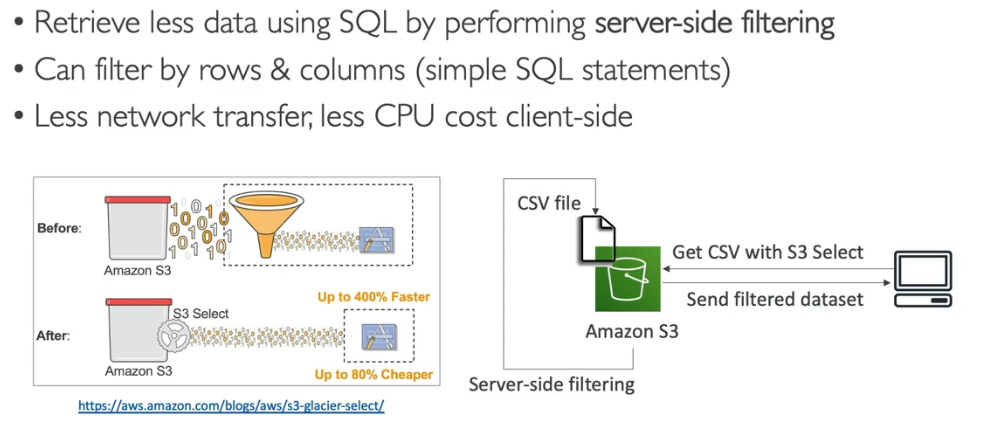 • Retrieve less data using SQL by performing server-side filtering
• Can filter by rows & columns (simple SQL statements)
• Less network transfer, less CPU cost client-side
Before:
Amazon S3
Up to 400% Faster
After:
S3 Select
Amazon S3
Up to 80% Cheaper
https://aws.amazon.com/blogs/aws/s3-glacier-select/
CSV file
Get CSV with S3 Select
Send filtered dataset
Amazon S3
Server-side filtering